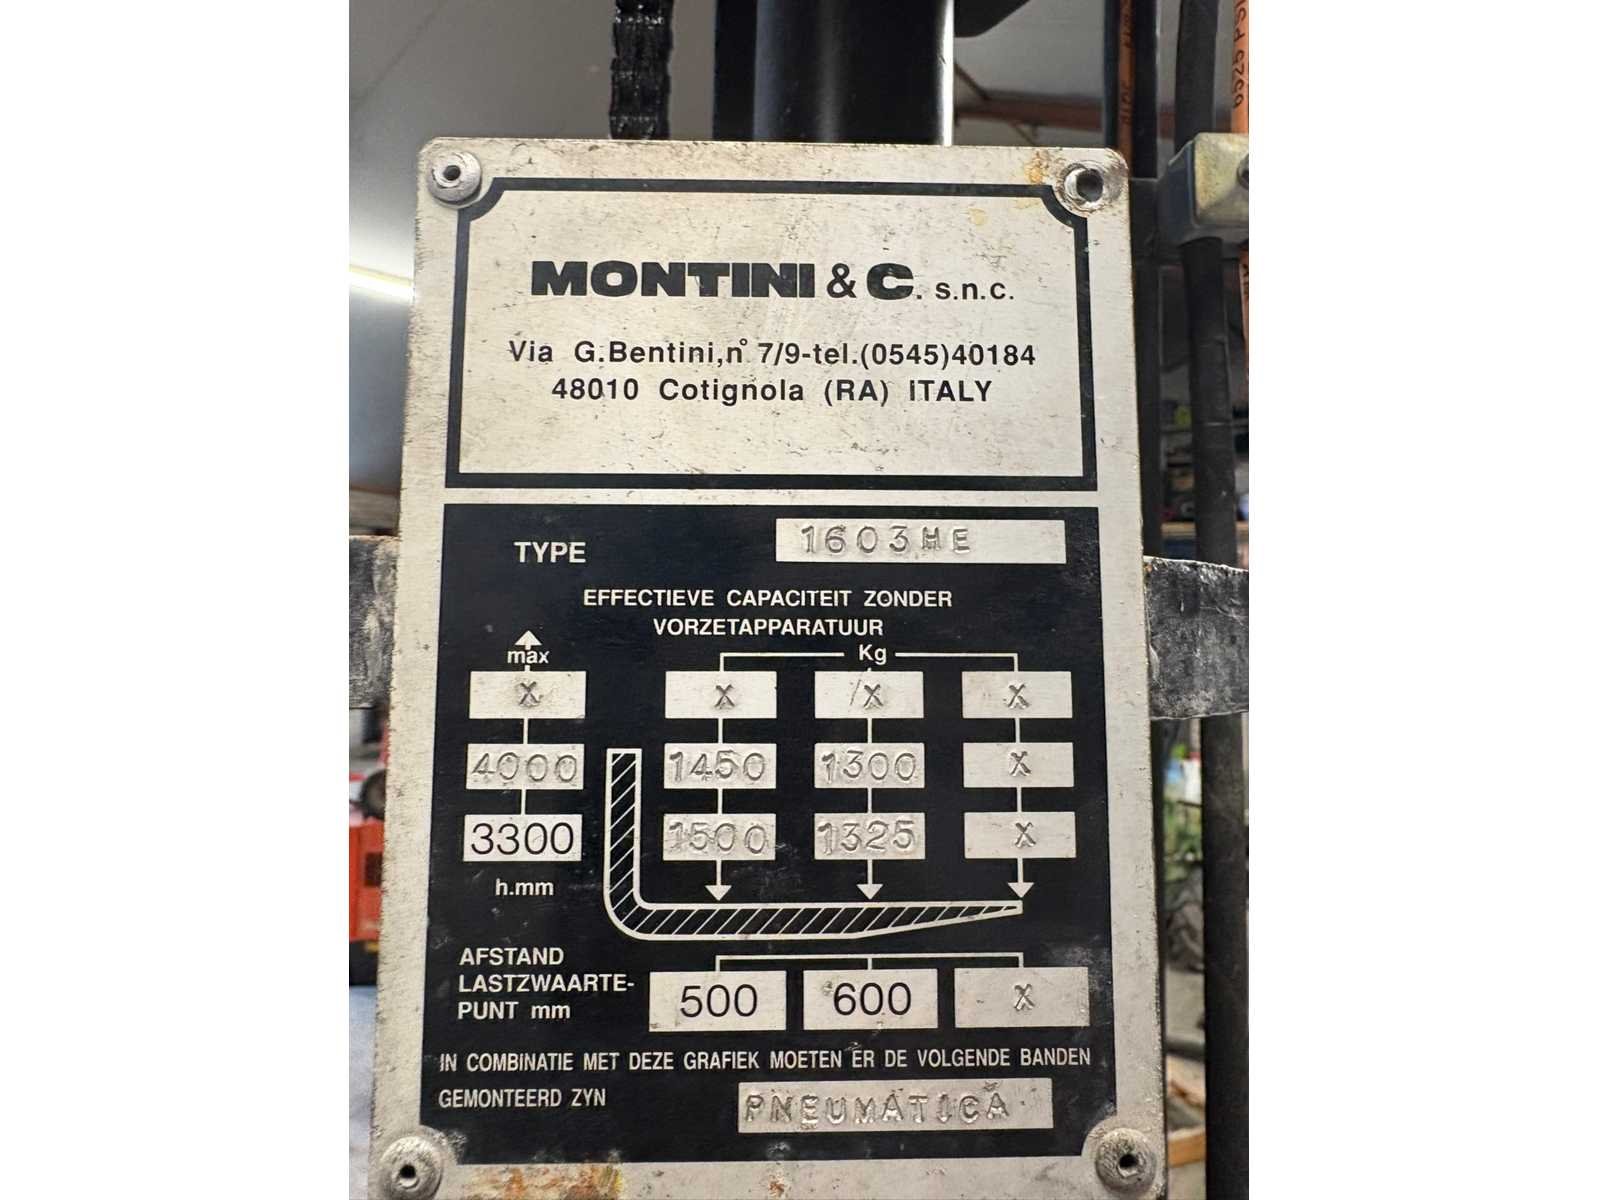 MONTINI & C. s.n.c.
Via G.Bentini,n° 7/9-tel.(0545)40184
48010 Cotignola (RA) ITALY
TYPE 1603HE
EFFECTIEVE CAPACITEIT ZONDER
VORZETAPPARATUUR
max Kg
X X X X
4000 1450 1300 X
3300 1500 1325 X
h.mm
AFSTAND
LASTZWAARTE-
PUNT mm
500 600 X
IN COMBINATIE MET DEZE GRAFIEK MOETEN ER DE VOLGENDE BANDEN
GEMONTEERD ZYN PNEUMATICA